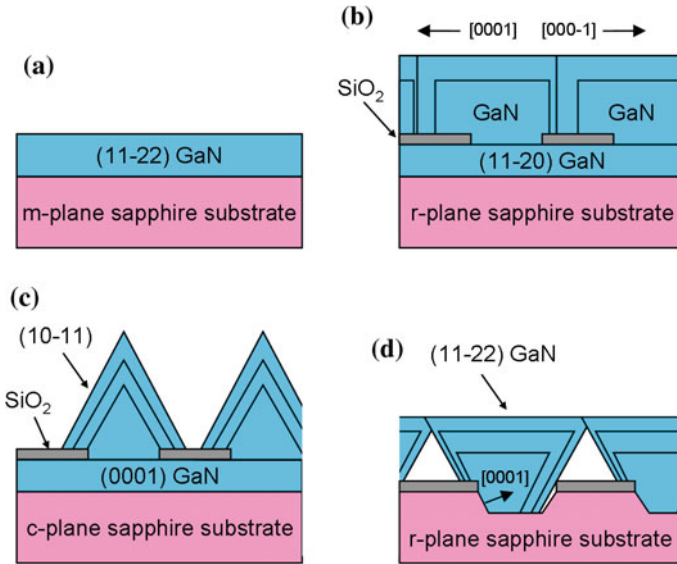 (a)
(11-22) GaN
m-plane sapphire substrate
(b)
[0001] [000-1]
SiO2
GaN GaN
(11-20) GaN
r-plane sapphire substrate
(c)
(10-11)
SiO2
(0001) GaN
c-plane sapphire substrate
(d)
(11-22) GaN
[0001]
r-plane sapphire substrate